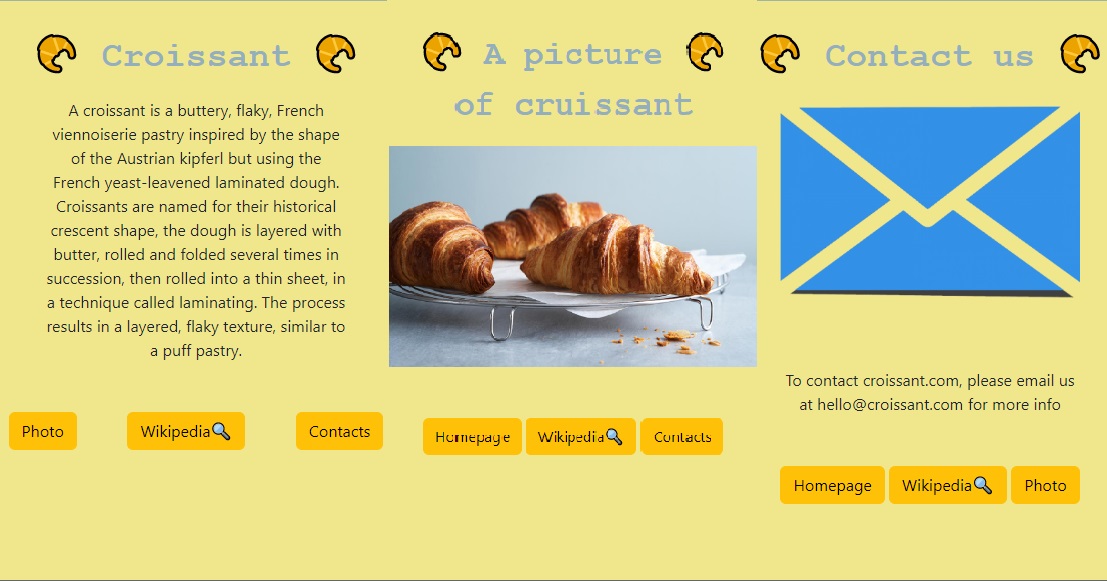 Croissant
A croissant is a buttery, flaky, French
viennoiserie pastry inspired by the shape
of the Austrian kipferl but using the
French yeast-leavened laminated dough.
Croissants are named for their historical
crescent shape, the dough is layered with
butter, rolled and folded several times in
succession, then rolled into a thin sheet, in
a technique called laminating. The process
results in a layered, flaky texture, similar to
a puff pastry.
Photo
Wikipedia🔍
Contacts
A picture
of cruissant
Homepage
Wikipedia🔍
Contacts
Contact us
To contact croissant.com, please email us
at hello@croissant.com for more info
Homepage
Wikipedia🔍
Photo